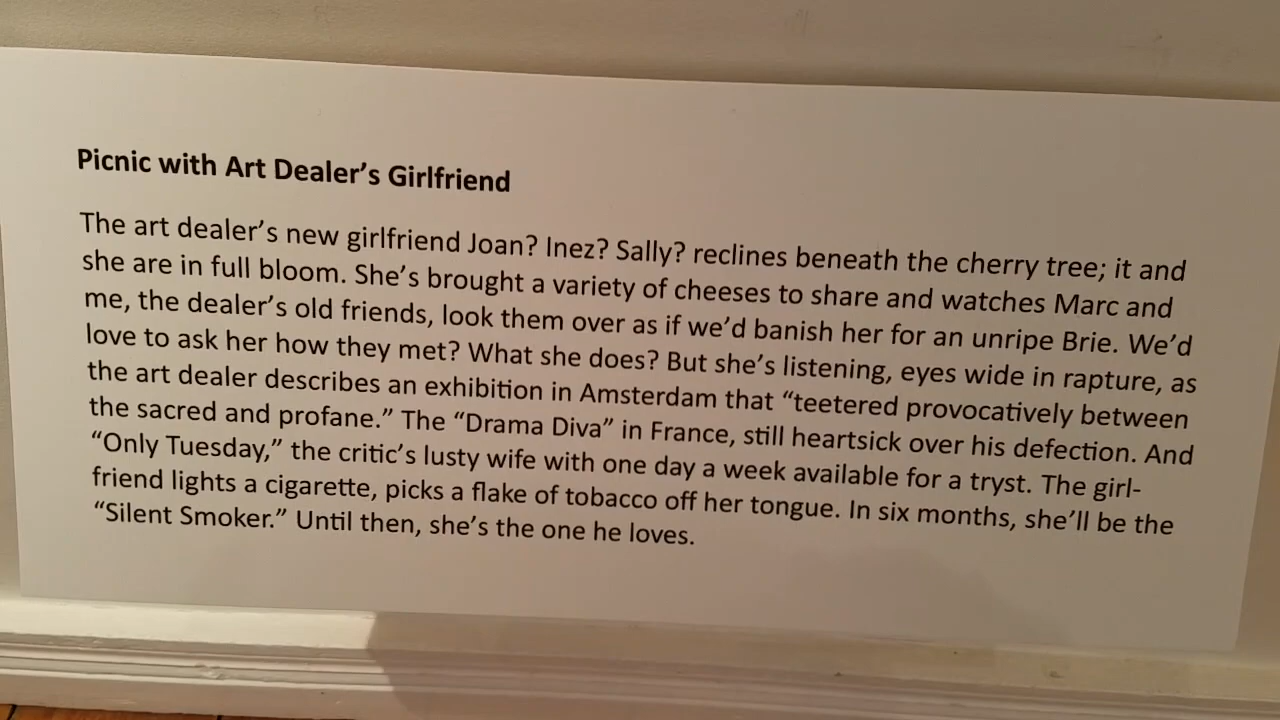 Picnic with Art Dealer’s Girlfriend
The art dealer’s new girlfriend Joan? Inez? Sally? reclines beneath the cherry tree; it and
she are in full bloom. She’s brought a variety of cheeses to share and watches Marc and
me, the dealer’s old friends, look them over as if we’d banish her for an unripe Brie. We’d
love to ask her how they met? What she does? But she’s listening, eyes wide in rapture, as
the art dealer describes an exhibition in Amsterdam that “teetered provocatively between
the sacred and profane.” The “Drama Diva” in France, still heartsick over his defection. And
“Only Tuesday,” the critic’s lusty wife with one day a week available for a tryst. The girl-
friend lights a cigarette, picks a flake of tobacco off her tongue. In six months, she’ll be the
“Silent Smoker.” Until then, she’s the one he loves.